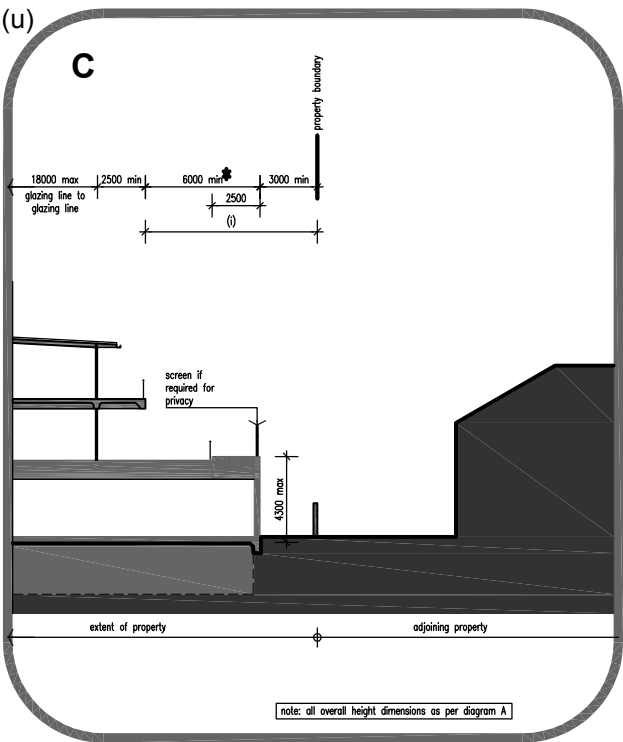 (u)
C
property boundary
18000 max
2500 min
6000 min*
3000 min
glazing line to
glazing line
2500
(i)
screen if
required for
privacy
4300 max
extent of property
adjoining property
note: all overall height dimensions as per diagram A